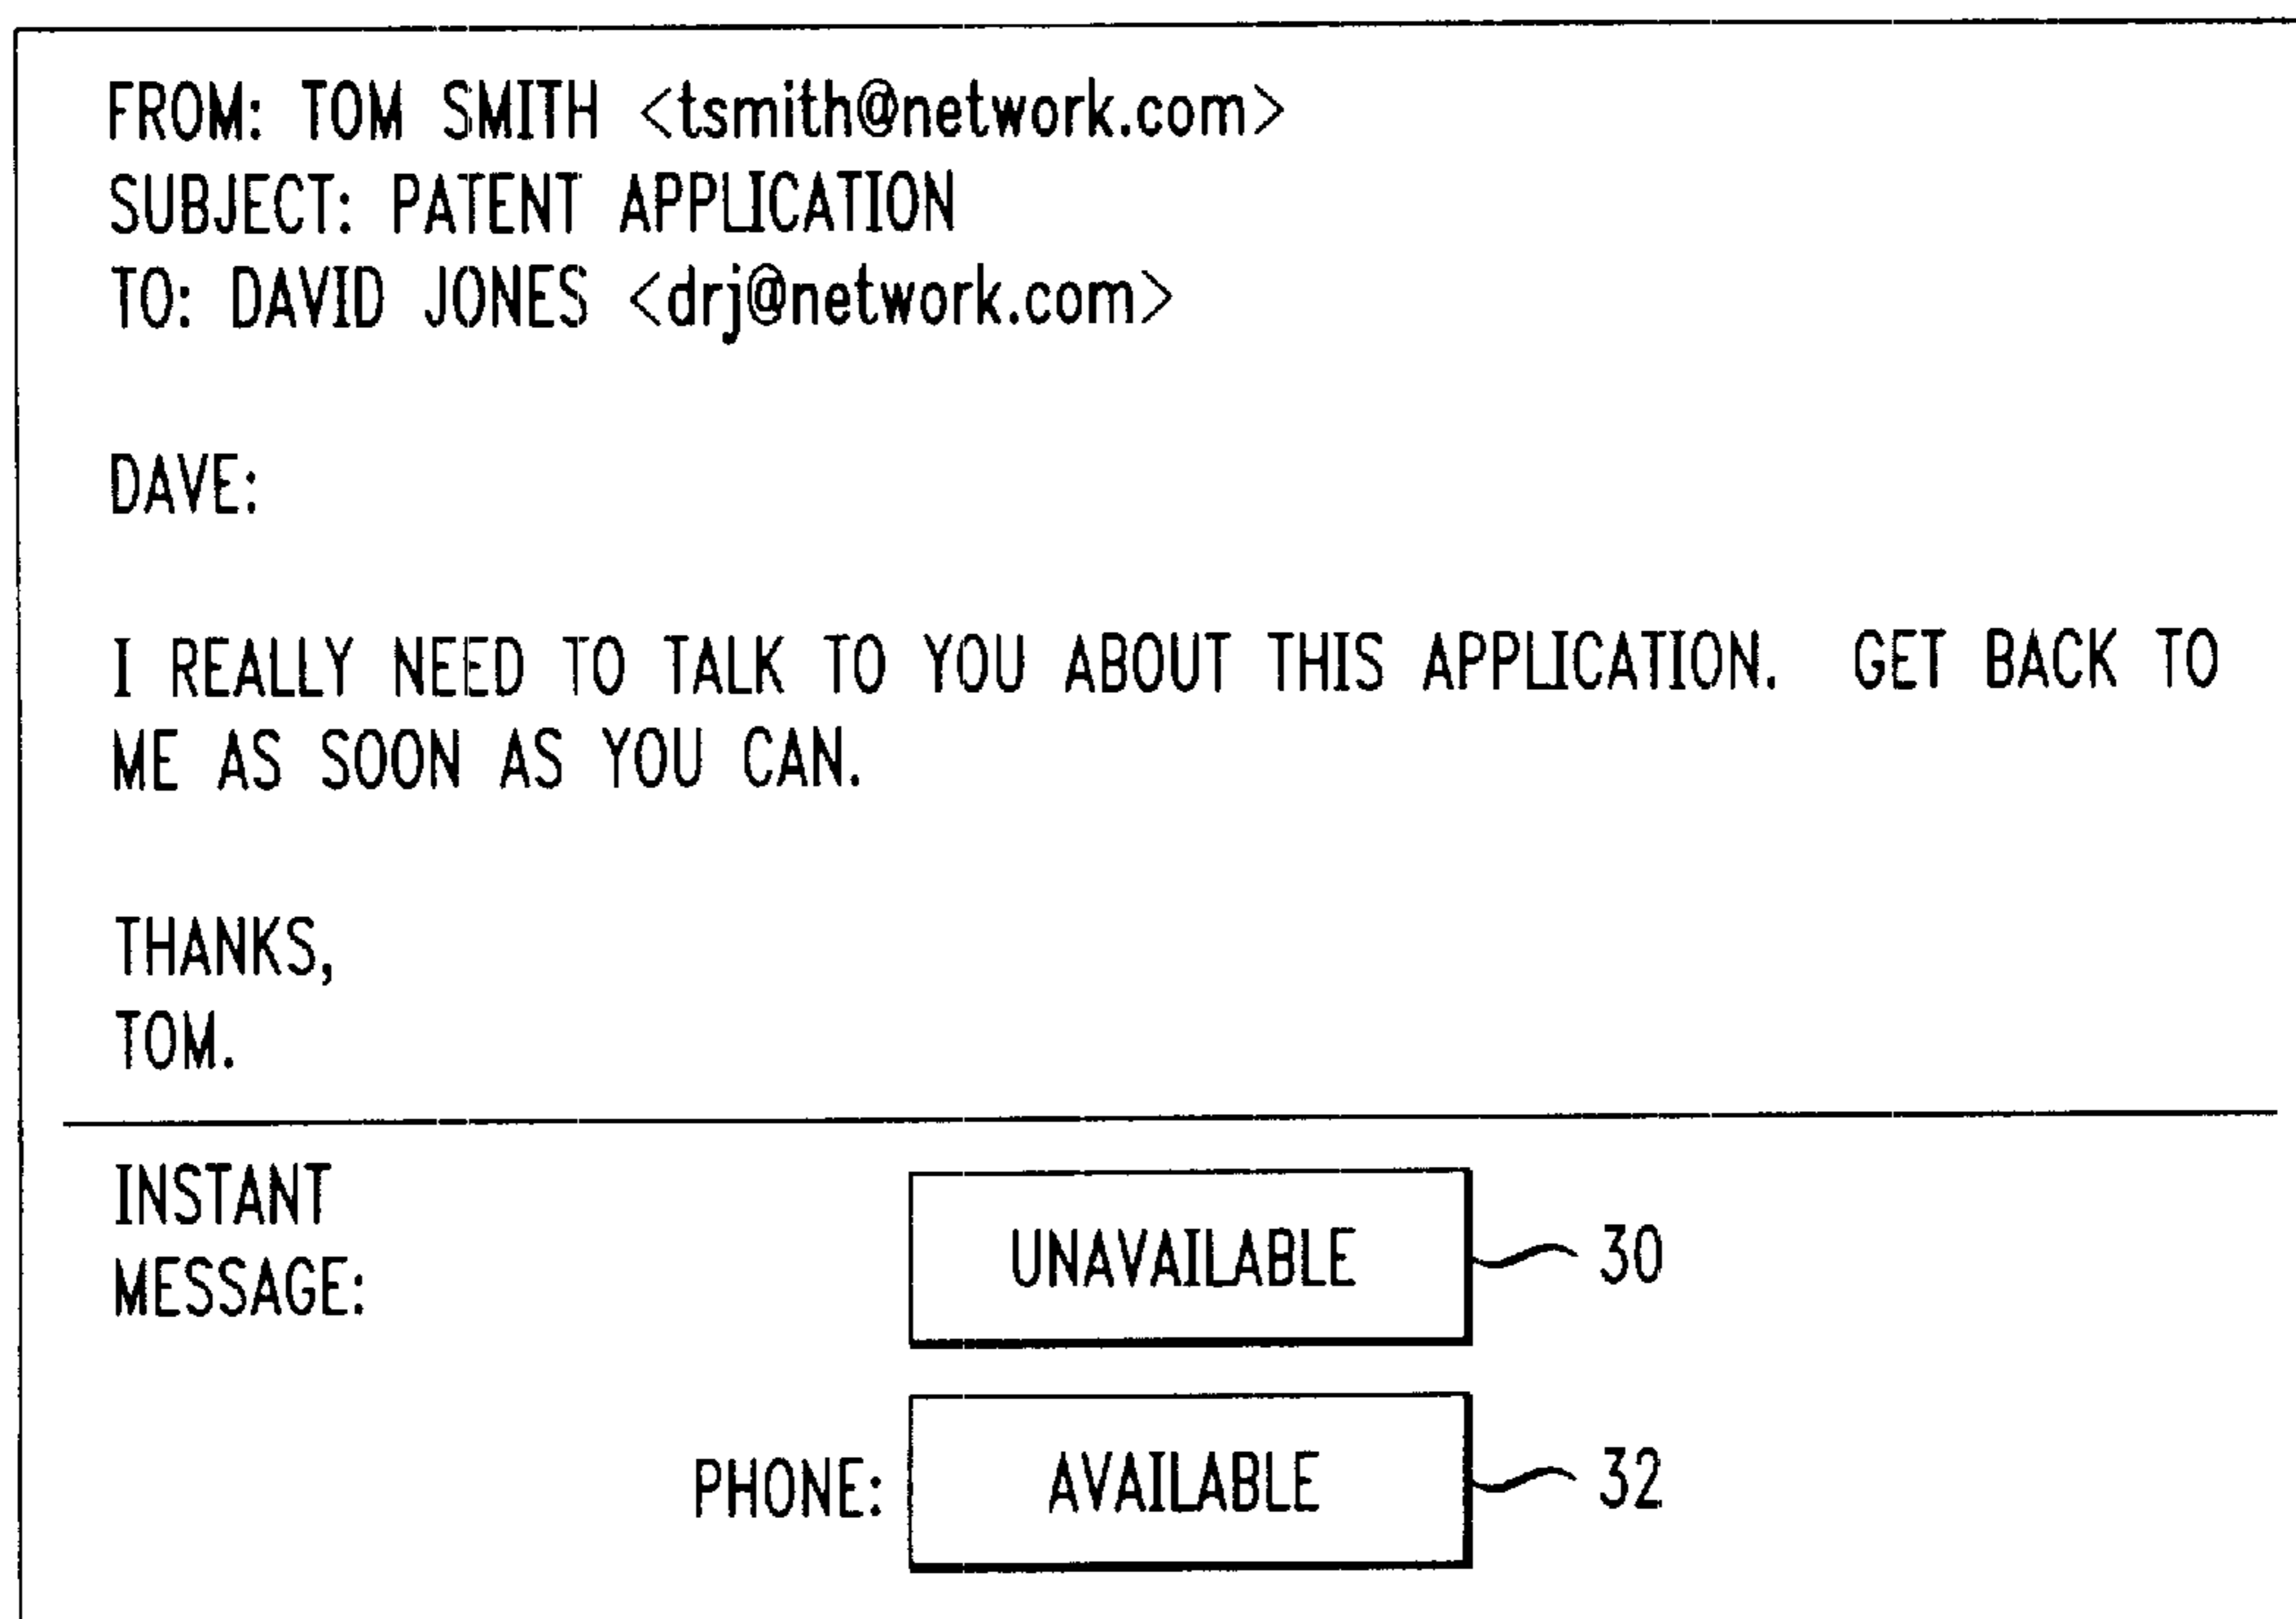 FROM: TOM SMITH <tsmith@network.com>
SUBJECT: PATENT APPLICATION
TO: DAVID JONES <drj@network.com>
DAVE:
I REALLY NEED TO TALK TO YOU ABOUT THIS APPLICATION. GET BACK TO
ME AS SOON AS YOU CAN.
THANKS,
TOM.
INSTANT
MESSAGE:
UNAVAILABLE 30
PHONE: AVAILABLE 32